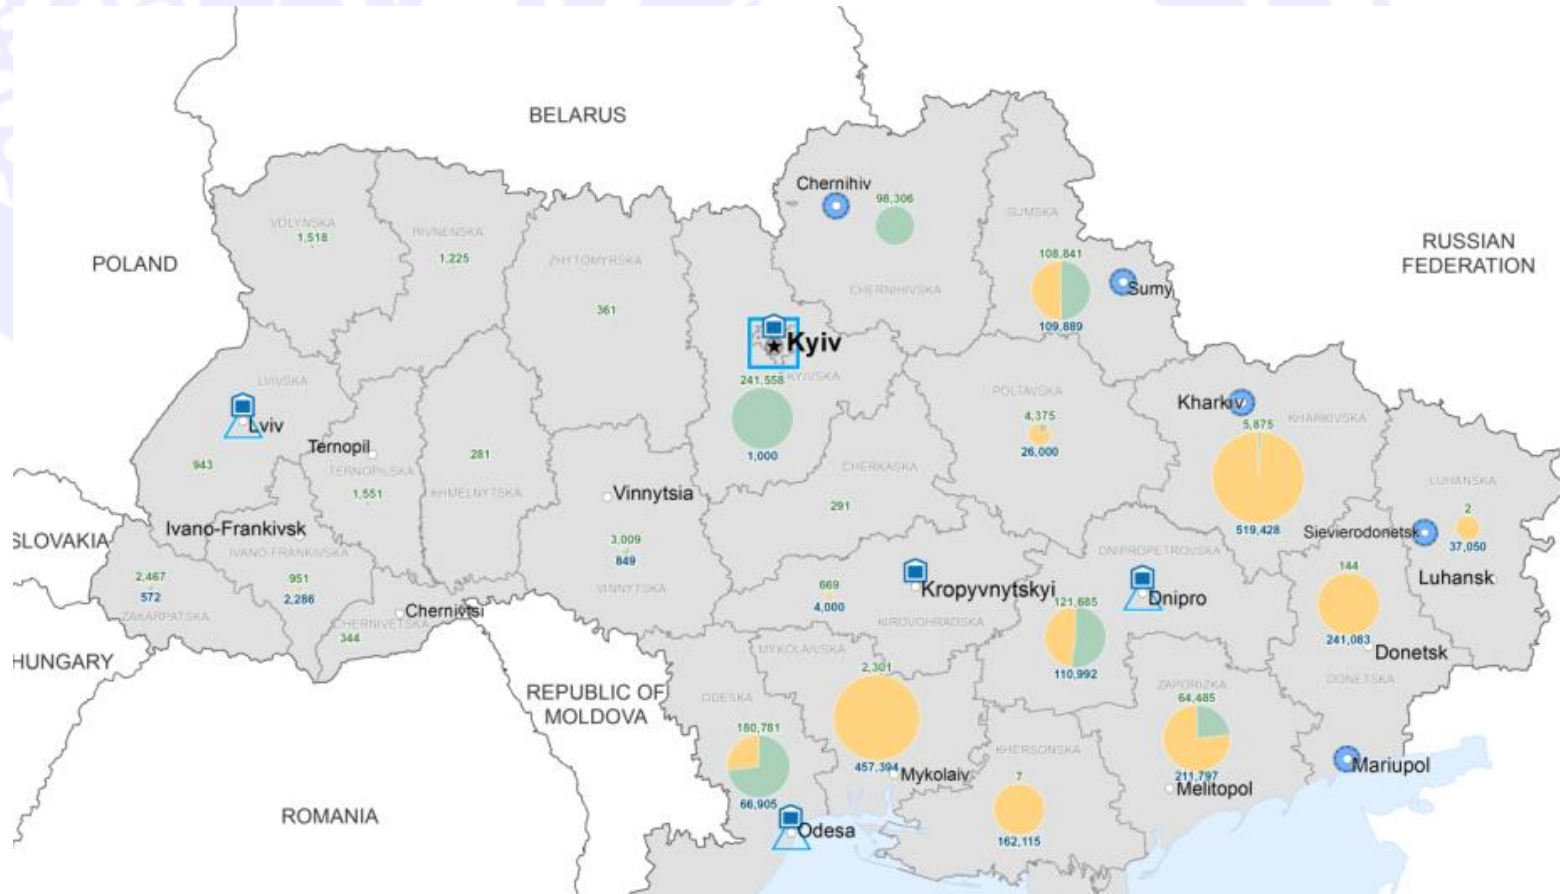 BELARUS
POLAND
RUSSIAN
FEDERATION
Chernihiv
98,306
CHERNIHIVSKA
SUMSKA
108,841
Sumy
109,889
VOLYNSKA
1,518
RIVNENSKA
1,225
ZHYTOMYRSKA
361
Kyiv
KYIVSKA
241,558
1,000
LVIVSKA
Lviv
943
Ternopil
TERNOPILSKA
1,551
281
KHMELNYTSKA
Vinnytsia
3,009
849
VINNYTSKA
CHERKASKA
291
POLTAVSKA
4,375
26,000
Kharkiv
KHARKIVSKA
5,875
519,428
LUHANSKA
2
Sievierodonetsk
37,050
Luhansk
SLOVAKIA
Ivano-Frankivsk
IVANO-FRANKIVSKA
951
2,286
2,467
572
ZAKARPATSKA
Chernivtsi
CHERNIVETSKA
344
HUNGARY
669
4,000
Kropyvnytskyi
KIROVOHRADSKA
DNIPROPETROVSKA
Dnipro
121,685
110,992
144
241,083
Donetsk
DONETSKA
REPUBLIC OF
MOLDOVA
MYKOLAIVSKA
2,301
457,394
Mykolaiv
ODESKA
180,781
66,905
Odesa
KHERSONSKA
7
162,115
ZAPORIZKA
64,485
211,797
Melitopol
Mariupol
ROMANIA